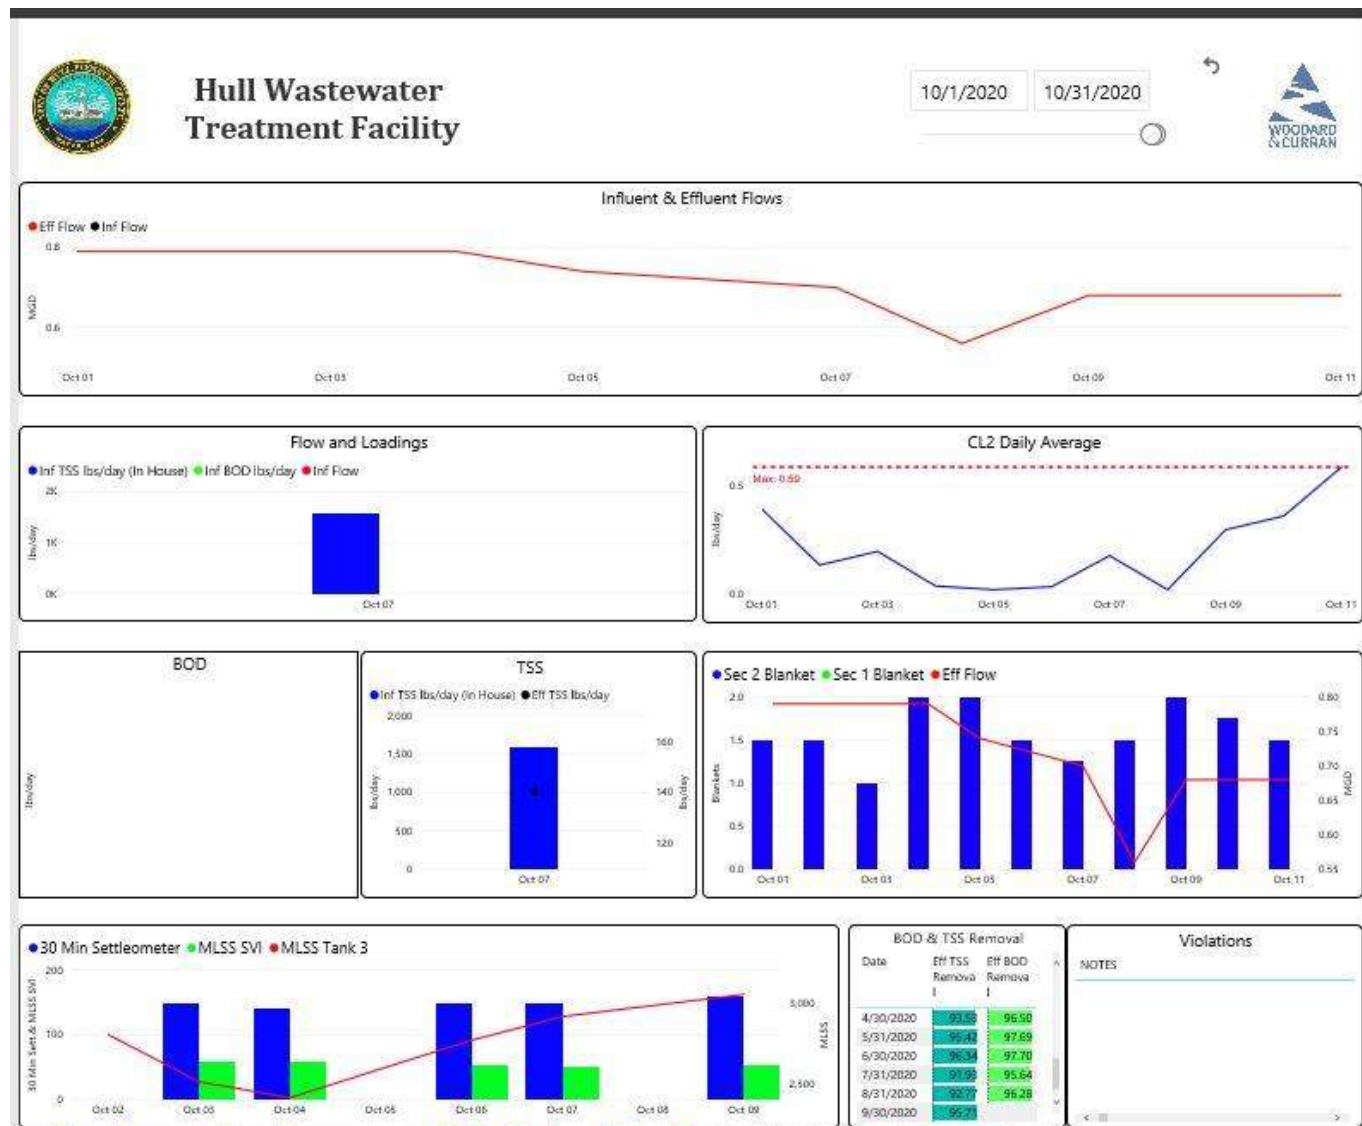 Hull Wastewater
Treatment Facility
10/1/2020 10/31/2020
WOODARD
& CURRAN
Influent & Effluent Flows
Eff Flow Inf Flow
0.8
MGD
0.6
Oct 01 Oct 03 Oct 05 Oct 07 Oct 09 Oct 11
Flow and Loadings
Inf TSS lbs/day (In House) Inf BOD lbs/day Inf Flow
2K
lbs/day
1K
0K
Oct 07
CL2 Daily Average
Max: 0.59
0.5
lbs/day
0.0
Oct 01 Oct 03 Oct 05 Oct 07 Oct 09 Oct 11
BOD
lbs/day
TSS
Inf TSS lbs/day (In House) Eff TSS lbs/day
2,000
1,500 160
lbs/day
1,000 140
lbs/day
500 120
0
Oct 07
Sec 2 Blanket Sec 1 Blanket Eff Flow
2.0 0.80
1.5 0.75
Blankets
0.70
1.0
MGD
0.65
0.5 0.60
0.0 0.55
Oct 01 Oct 03 Oct 05 Oct 07 Oct 09 Oct 11
30 Min Settleometer MLSS SVI MLSS Tank 3
30 Min Sett & MLSS SVI
200
5,000
100
MLSS
2,500
0
Oct 02 Oct 03 Oct 04 Oct 05 Oct 06 Oct 07 Oct 08 Oct 09
BOD & TSS Removal
Date Eff TSS Eff BOD
Remova Remova
l l
4/30/2020 93.53 96.50
5/31/2020 95.42 97.69
6/30/2020 96.34 97.70
7/31/2020 91.93 95.64
8/31/2020 92.77 96.28
9/30/2020 95.71
Violations
NOTES